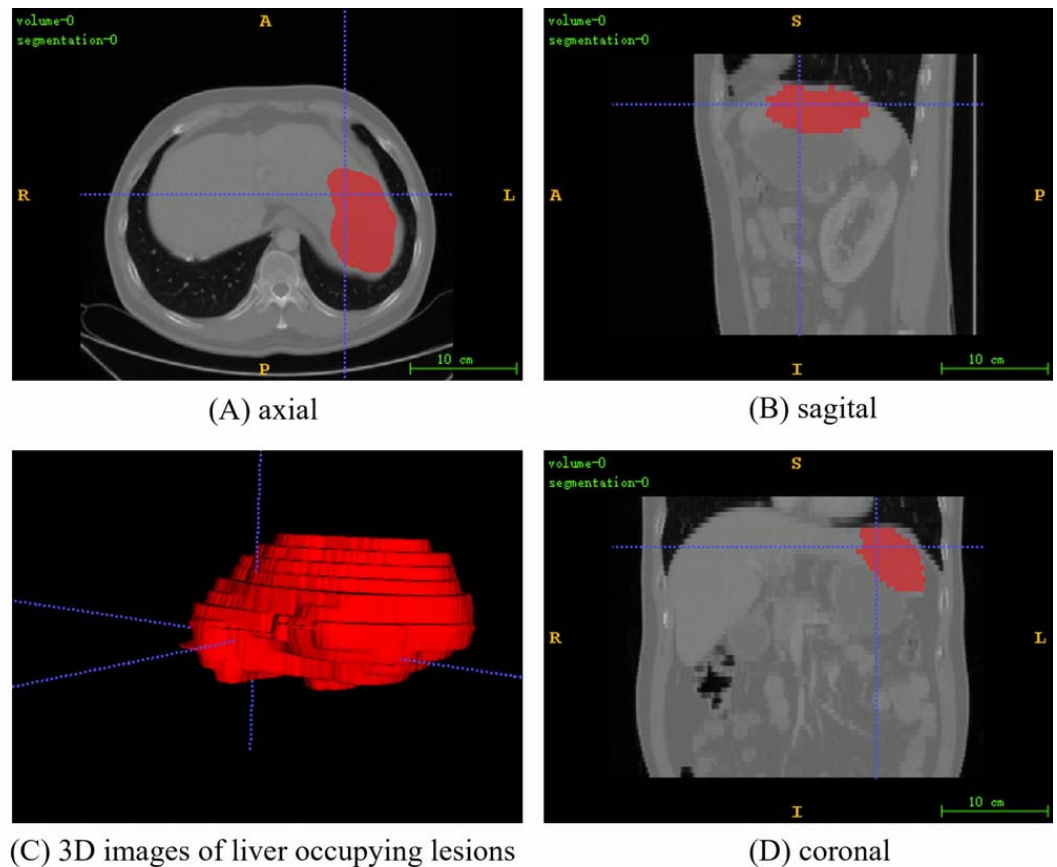 volume-0
segmentation-0
A
R
L
P
10 cm
(A) axial
volume-0
segmentation-0
S
A
P
I
10 cm
(B) sagital
(C) 3D images of liver occupying lesions
volume-0
segmentation-0
S
R
L
I
10 cm
(D) coronal